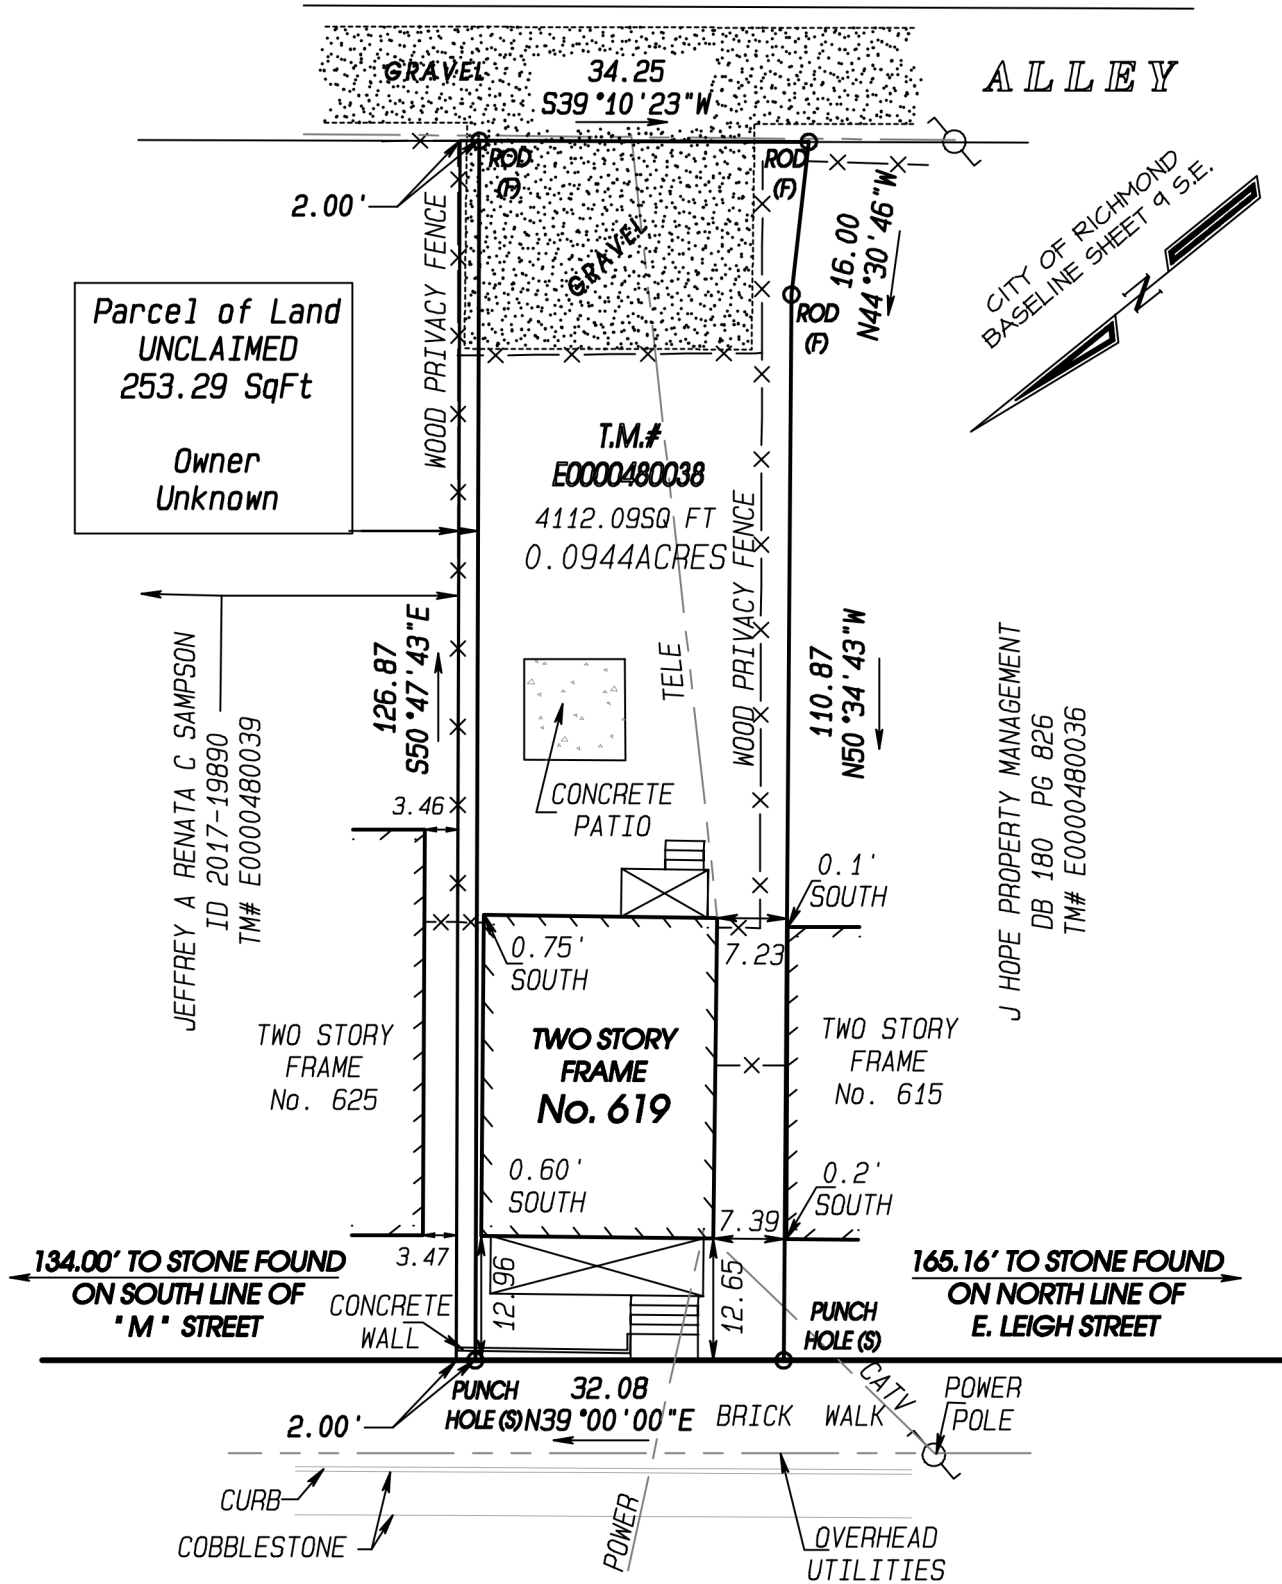 GRAVEL
34.25
S39°10'23"W
ALLEY
ROD
(F)
ROD
(F)
2.00'
WOOD PRIVACY FENCE
GRAVEL
16.00
N44°30'46"W
ROD
(F)
CITY OF RICHMOND
BASELINE SHEET 9 S.E.
N
Parcel of Land
UNCLAIMED
253.29 SqFt
Owner
Unknown
T.M.#
E0000480038
4112.09SQ FT
0.0944ACRES
WOOD PRIVACY FENCE
TELE
126.87
S50°47'43"E
110.87
N50°34'43"W
JEFFREY A RENATA C SAMPSON
ID 2017-19890
TM# E0000480039
J HOPE PROPERTY MANAGEMENT
DB 180 PG 826
TM# E0000480036
CONCRETE
PATIO
3.46
0.1'
SOUTH
0.75'
SOUTH
7.23
TWO STORY
FRAME
No. 625
TWO STORY
FRAME
No. 619
TWO STORY
FRAME
No. 615
0.60'
SOUTH
0.2'
SOUTH
7.39
3.47
134.00' TO STONE FOUND
ON SOUTH LINE OF
"M" STREET
12.96
12.65
165.16' TO STONE FOUND
ON NORTH LINE OF
E. LEIGH STREET
CONCRETE
WALL
PUNCH
HOLE (S)
PUNCH
HOLE (S)
32.08
N39°00'00"E
2.00'
BRICK WALK
CATV
POWER
POLE
CURB
COBBLESTONE
POWER
OVERHEAD
UTILITIES